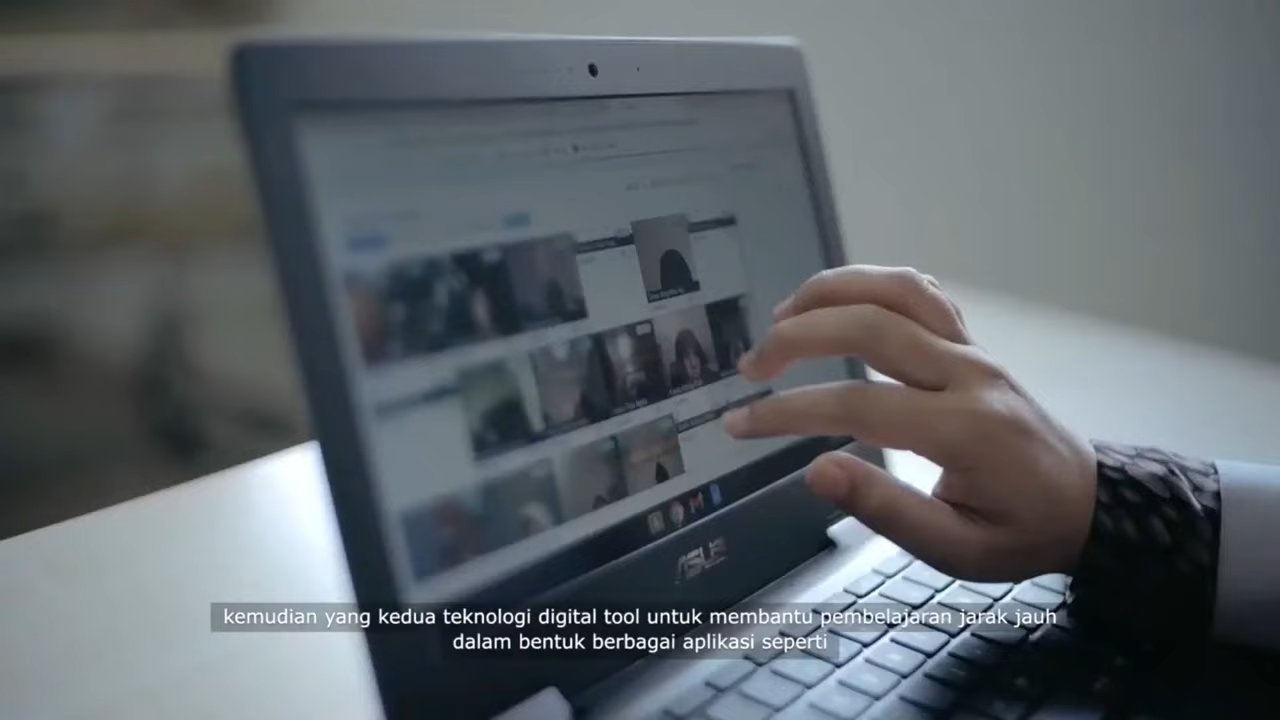 ASUS
kemudian yang kedua teknologi digital tool untuk membantu pembelajaran jarak jauh
dalam bentuk berbagai aplikasi seperti